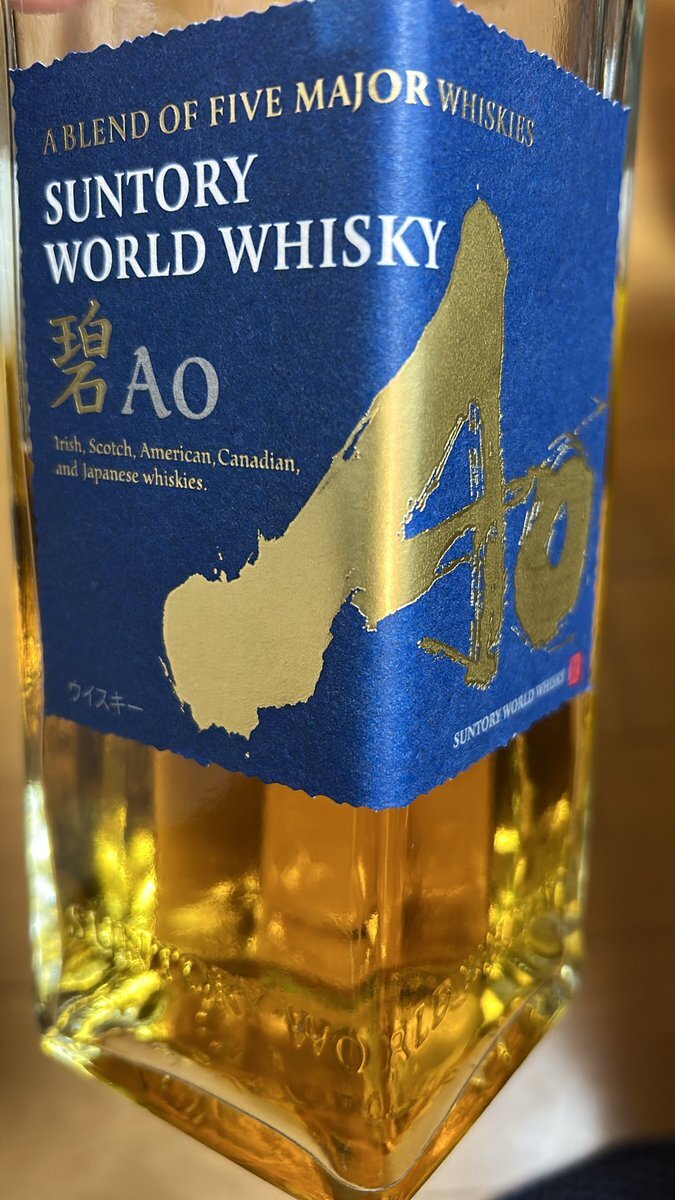 A BLEND OF FIVE MAJOR WHISKIES
SUNTORY
WORLD WHISKY
碧 AO
Irish, Scotch, American, Canadian,
and Japanese whiskies.
Ao
ウイスキー
SUNTORY WORLD WHISKY
WORLD